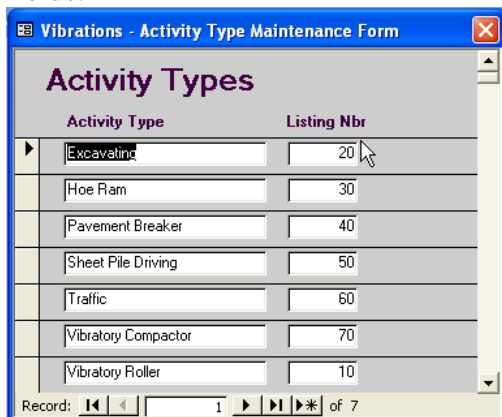 Vibrations - Activity Type Maintenance Form
Activity Types
Activity Type Listing Nbr
Excavating 20
Hoe Ram 30
Pavement Breaker 40
Sheet Pile Driving 50
Traffic 60
Vibratory Compactor 70
Vibratory Roller 10
Record: 1 of 7